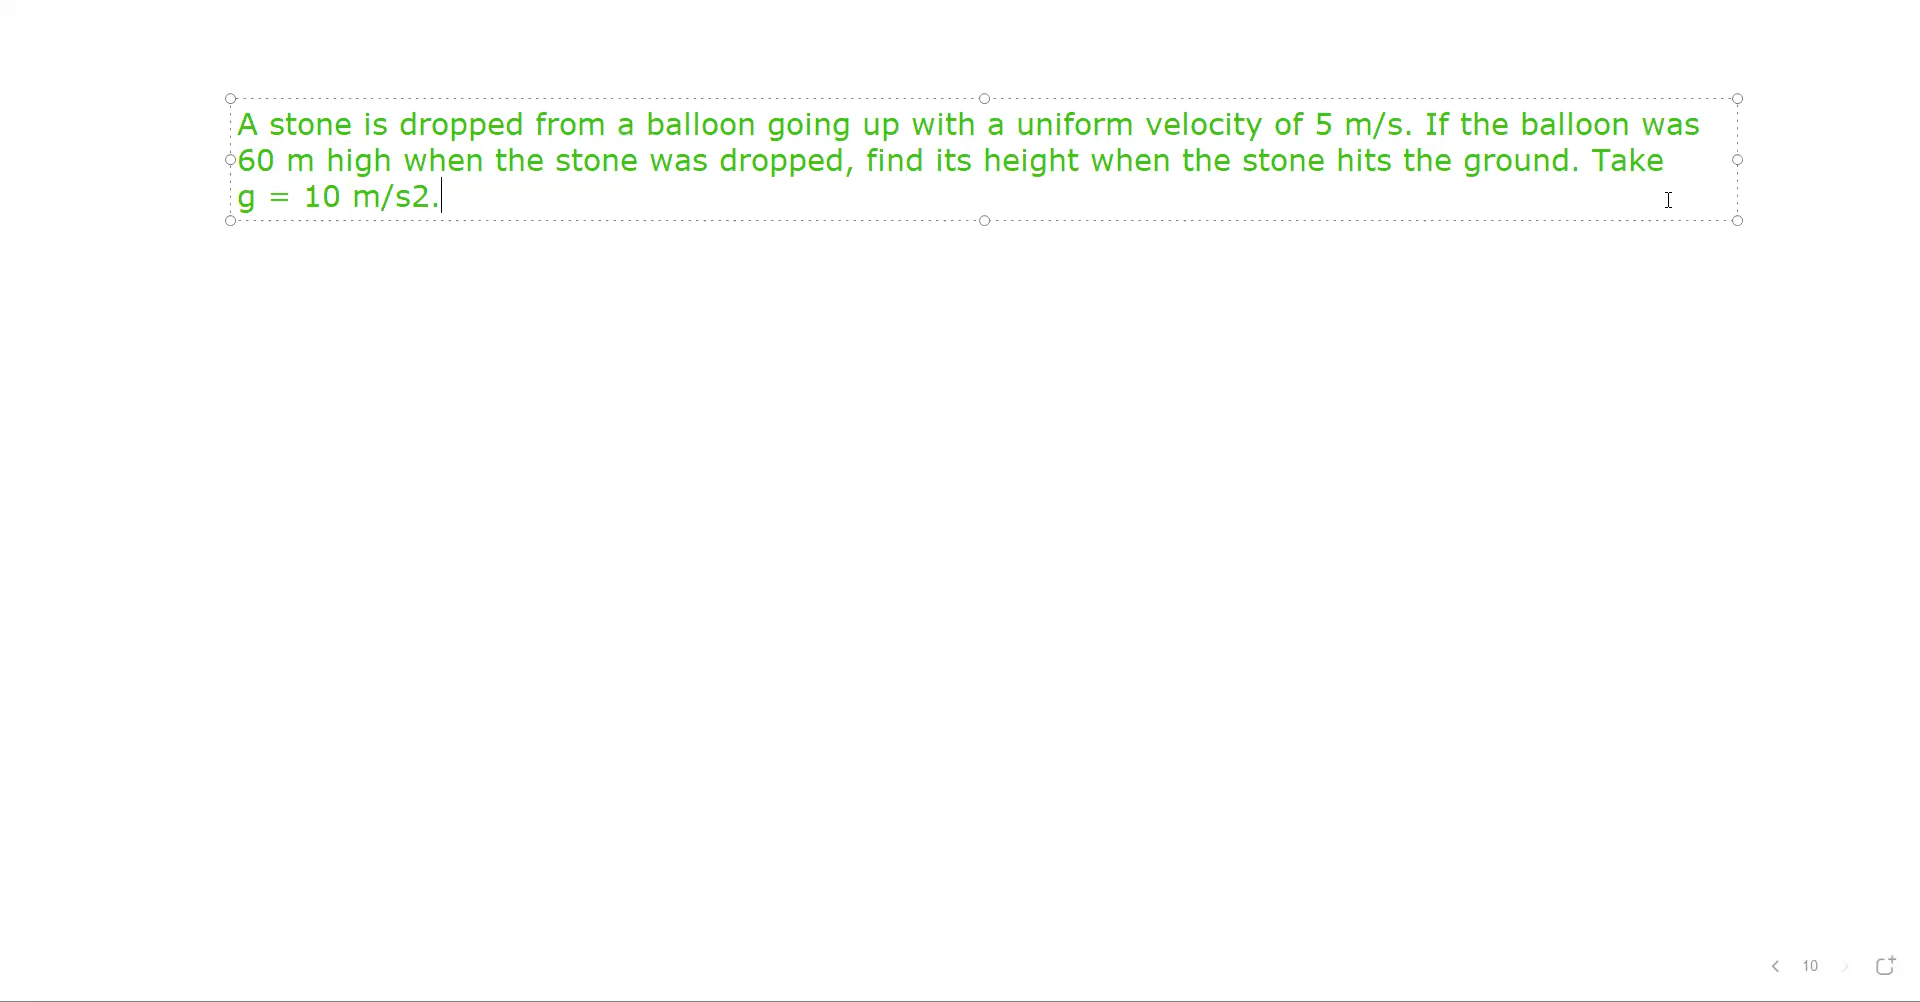 A stone is dropped from a balloon going up with a uniform velocity of 5 m/s. If the balloon was
60 m high when the stone was dropped, find its height when the stone hits the ground. Take
g = 10 m/s2.
10